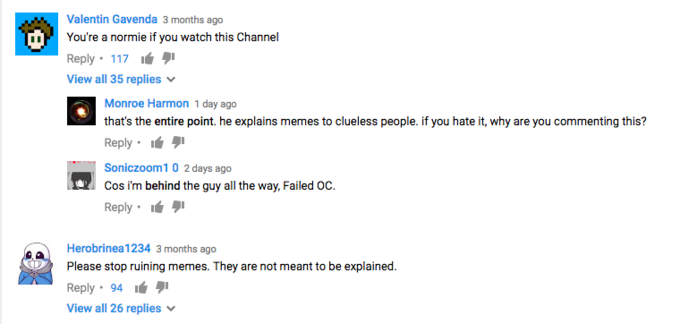 Valentin Gavenda 3 months ago
You're a normie if you watch this Channel
Reply • 117
View all 35 replies
Monroe Harmon 1 day ago
that's the entire point. he explains memes to clueless people. if you hate it, why are you commenting this?
Reply •
Soniczoom1 0 2 days ago
Cos i'm behind the guy all the way, Failed OC.
Reply •
Herobrinea1234 3 months ago
Please stop ruining memes. They are not meant to be explained.
Reply • 94
View all 26 replies